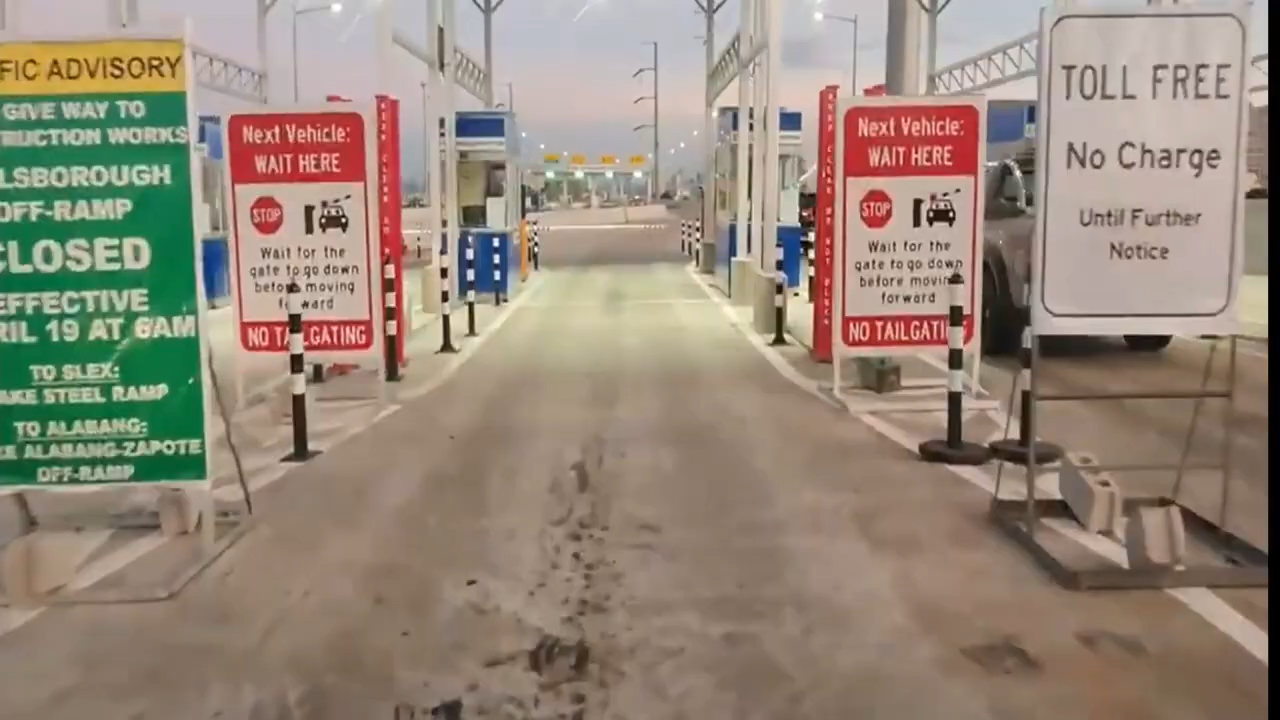 FIC ADVISORY
GIVE WAY TO
TRUCTION WORKS
LSBOROUGH
OFF-RAMP
CLOSED
EFFECTIVE
RIL 19 AT 6AM
TO SLEX:
AKE STEEL RAMP
TO ALABANG:
KE ALABANG-ZAPOTE
OFF-RAMP
Next Vehicle:
WAIT HERE
STOP
Wait for the
gate to go down
before moving
forward
NO TAILGATING
Next Vehicle:
WAIT HERE
STOP
Wait for the
gate to go down
before moving
forward
NO TAILGATING
TOLL FREE
No Charge
Until Further
Notice